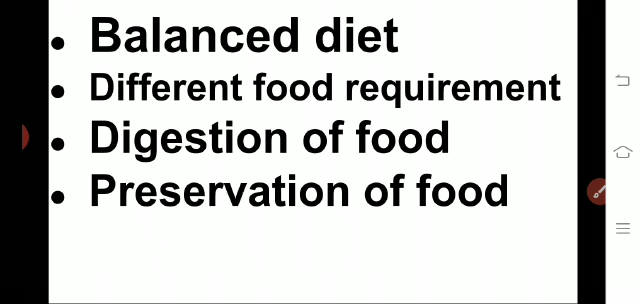 • Balanced diet
• Different food requirement
• Digestion of food
• Preservation of food